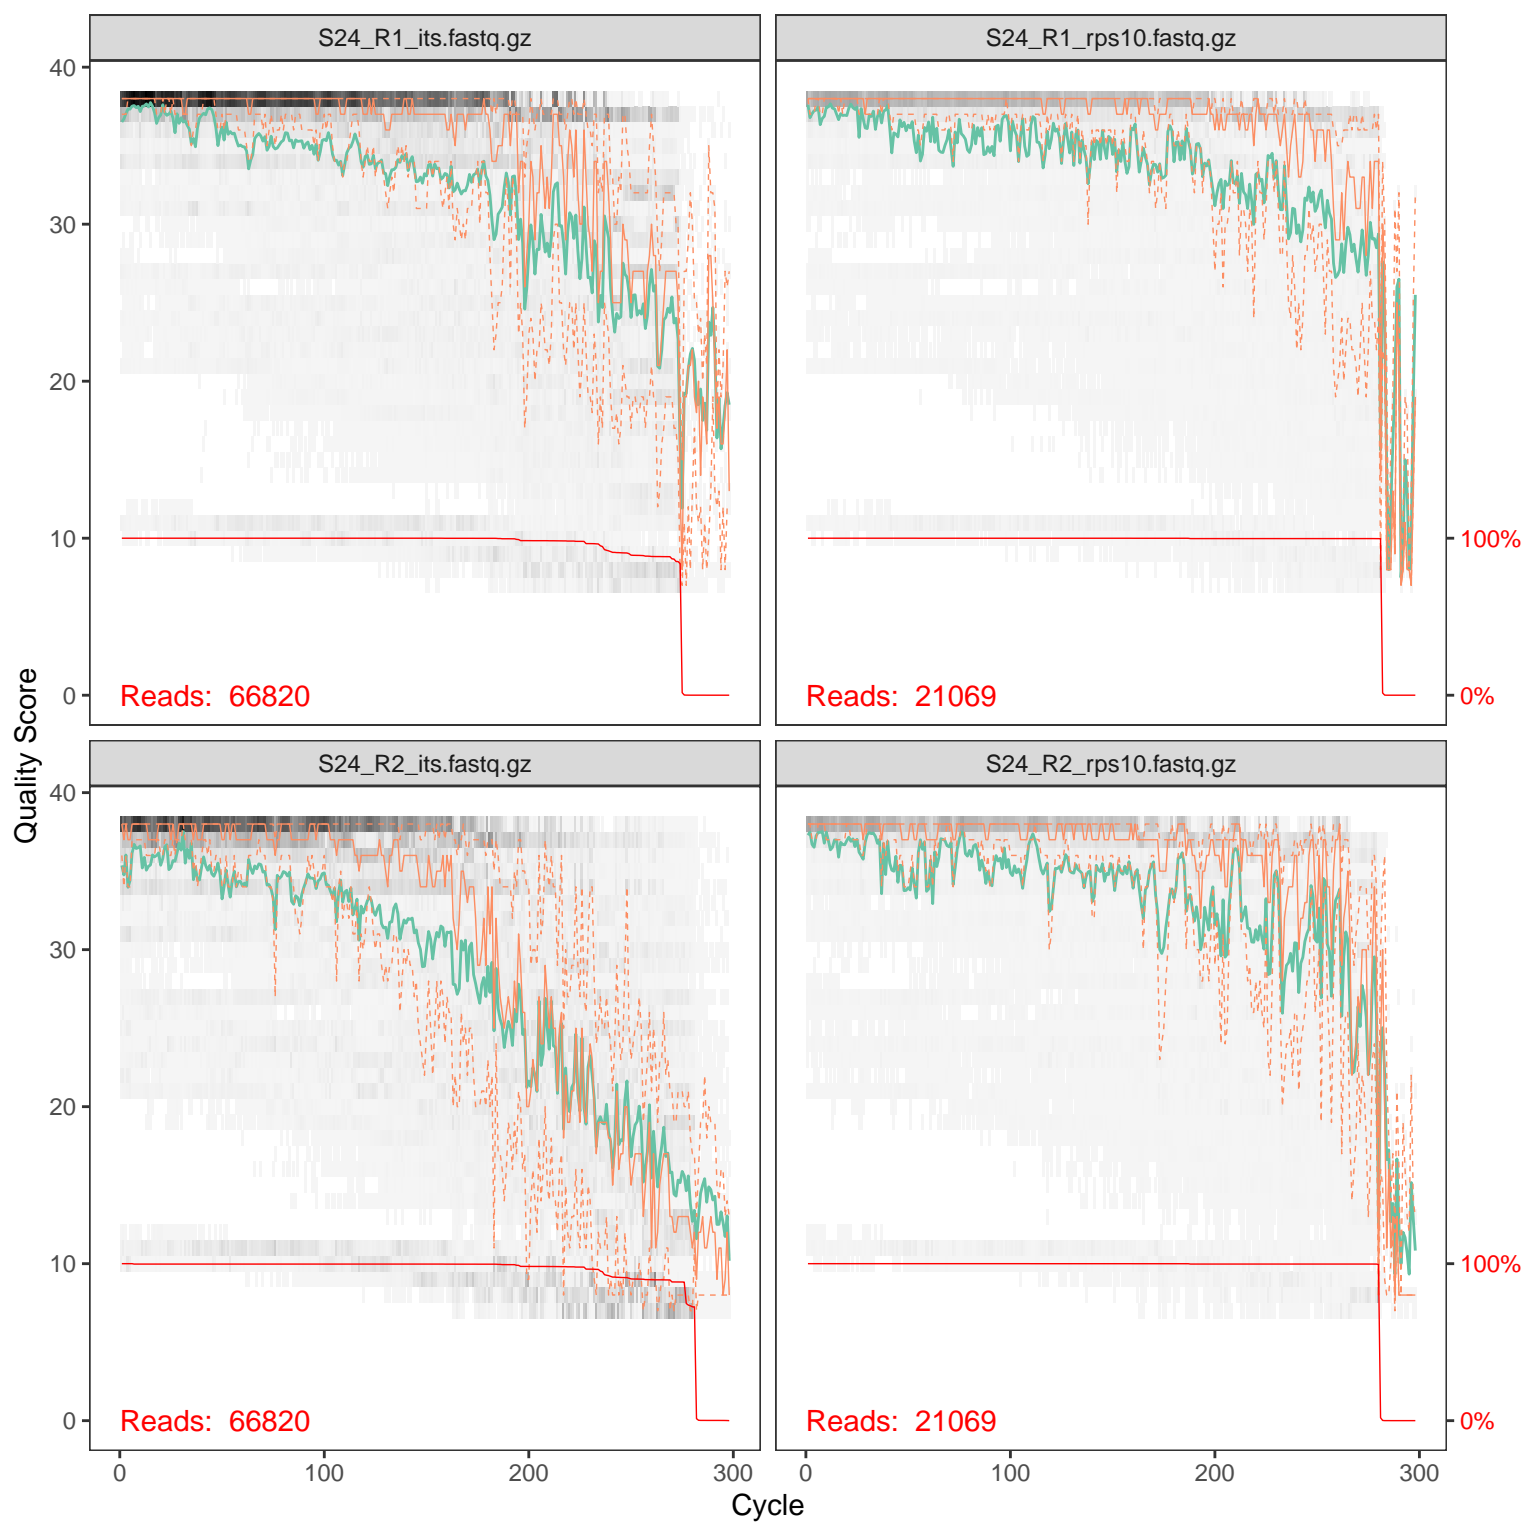 S24_R1_its.fastq.gz
S24_R1_rps10.fastq.gz
40
30
20
10
0
Reads: 66820
Reads: 21069
100%
0%
Quality Score
S24_R2_its.fastq.gz
S24_R2_rps10.fastq.gz
40
30
20
10
0
Reads: 66820
Reads: 21069
100%
0%
0 100 200 300
0 100 200 300
Cycle